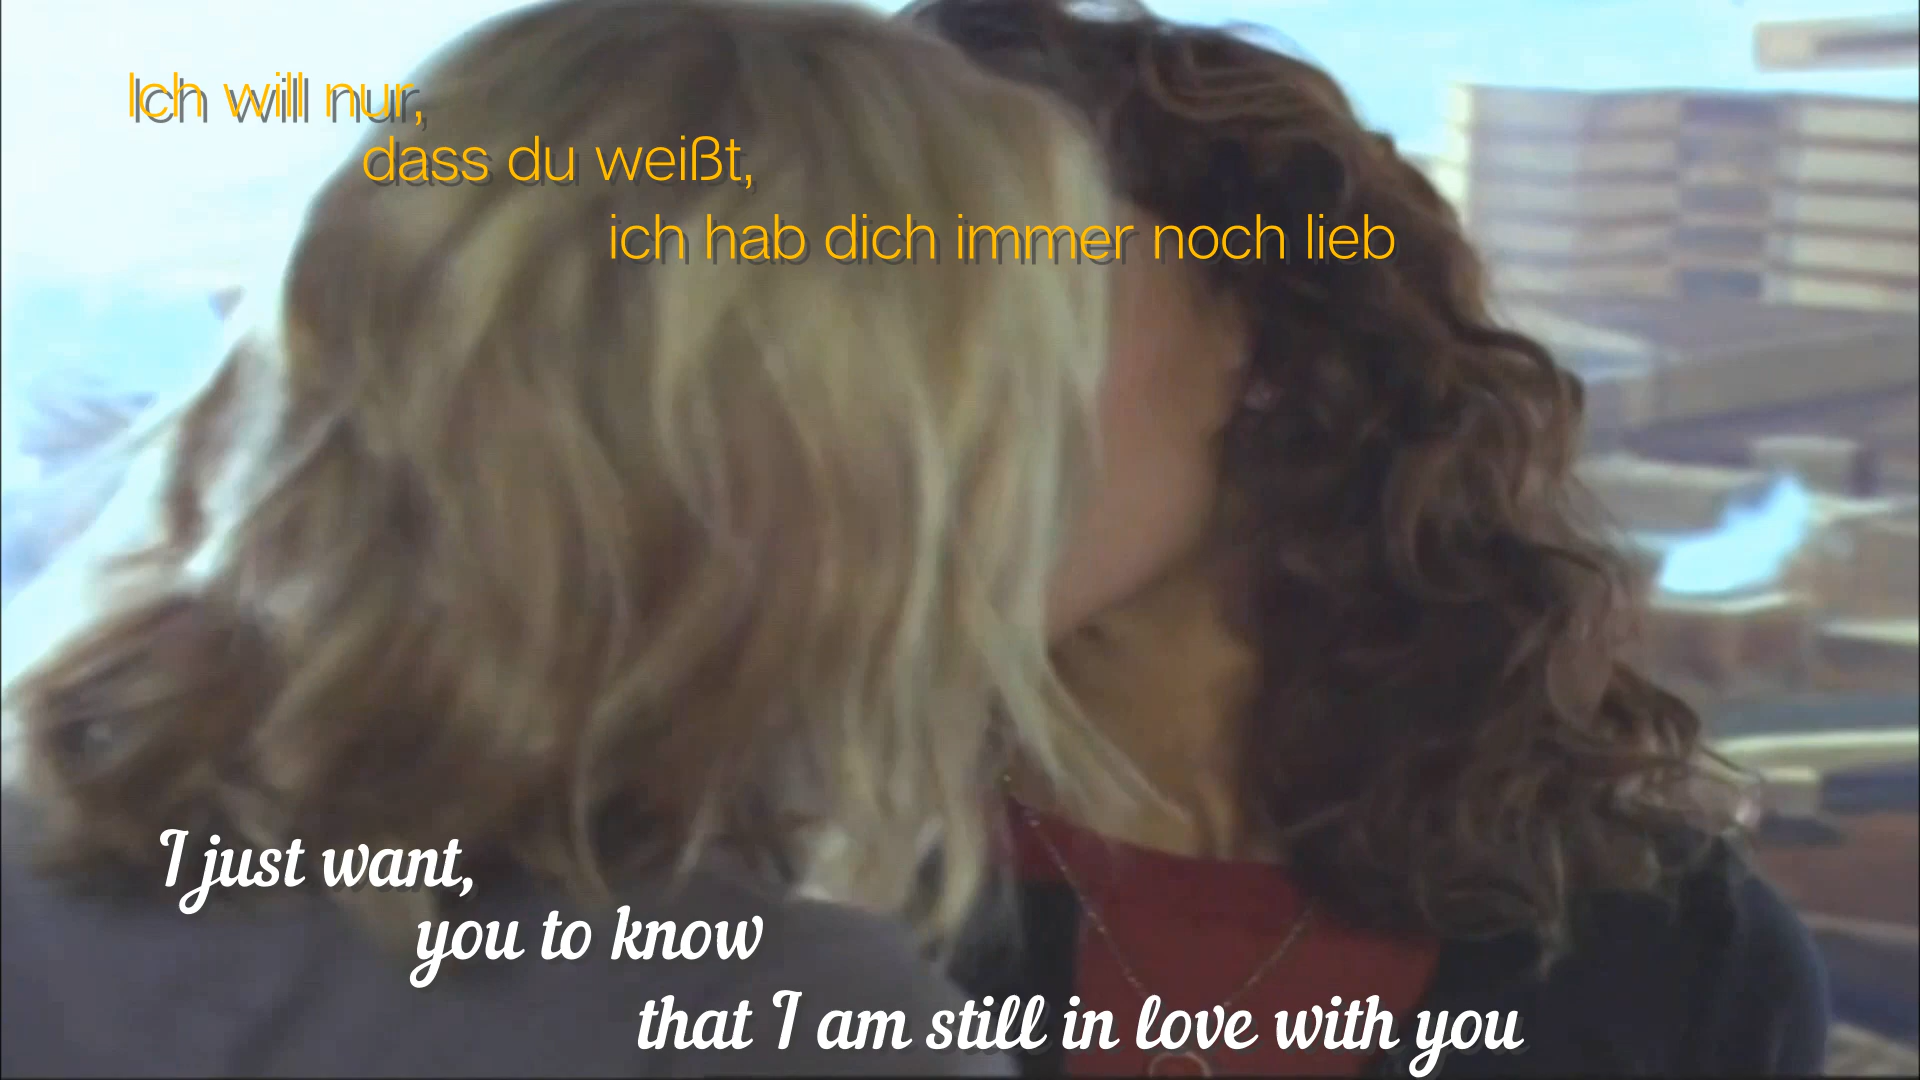 Ich will nur,
dass du weißt,
ich hab dich immer noch lieb
I just want,
you to know
that I am still in love with you